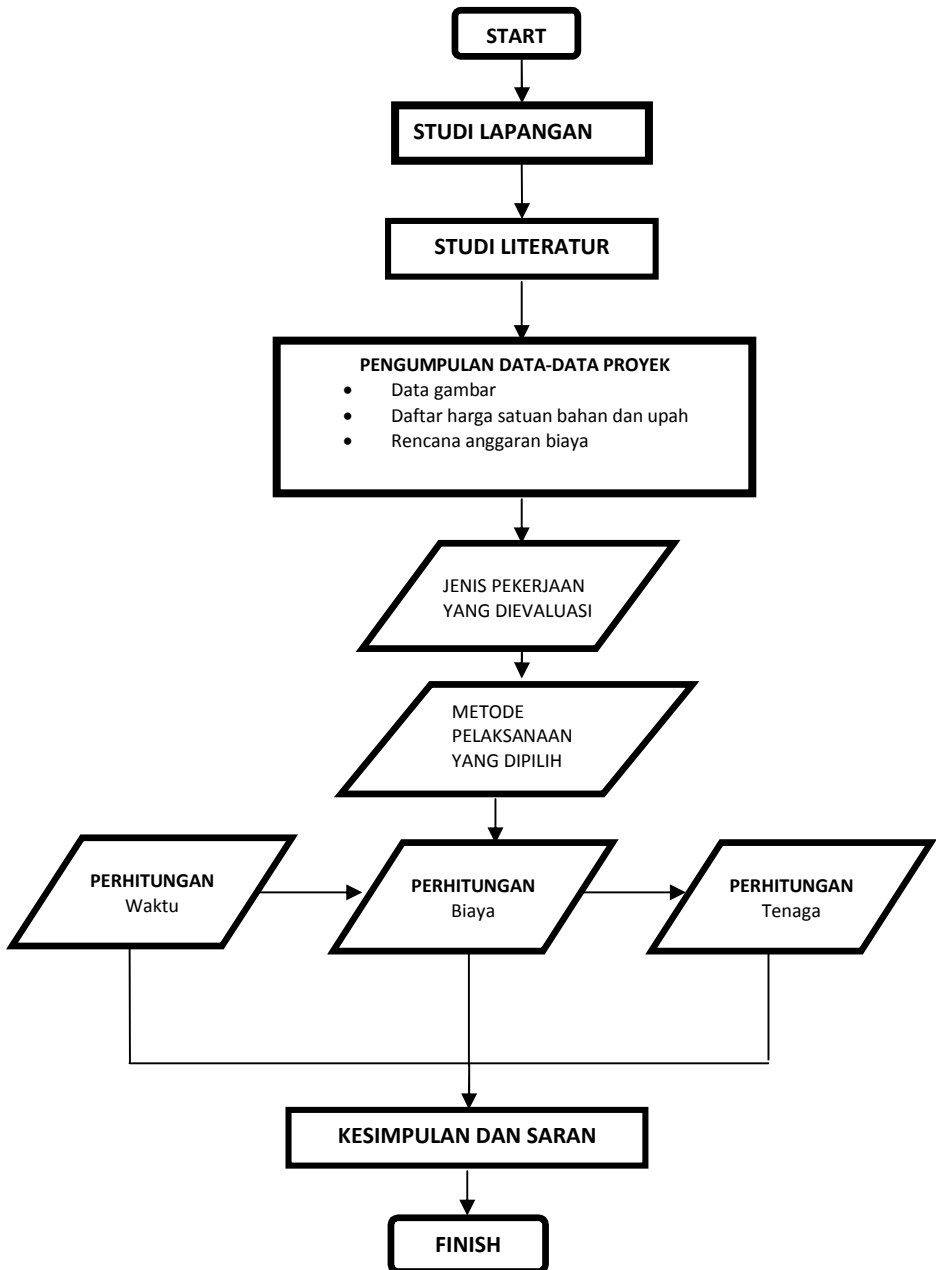 START
STUDI LAPANGAN
STUDI LITERATUR
PENGUMPULAN DATA-DATA PROYEK
• Data gambar
• Daftar harga satuan bahan dan upah
• Rencana anggaran biaya
JENIS PEKERJAAN
YANG DIEVALUASI
METODE
PELAKSANAAN
YANG DIPILIH
PERHITUNGAN
Waktu
PERHITUNGAN
Biaya
PERHITUNGAN
Tenaga
KESIMPULAN DAN SARAN
FINISH